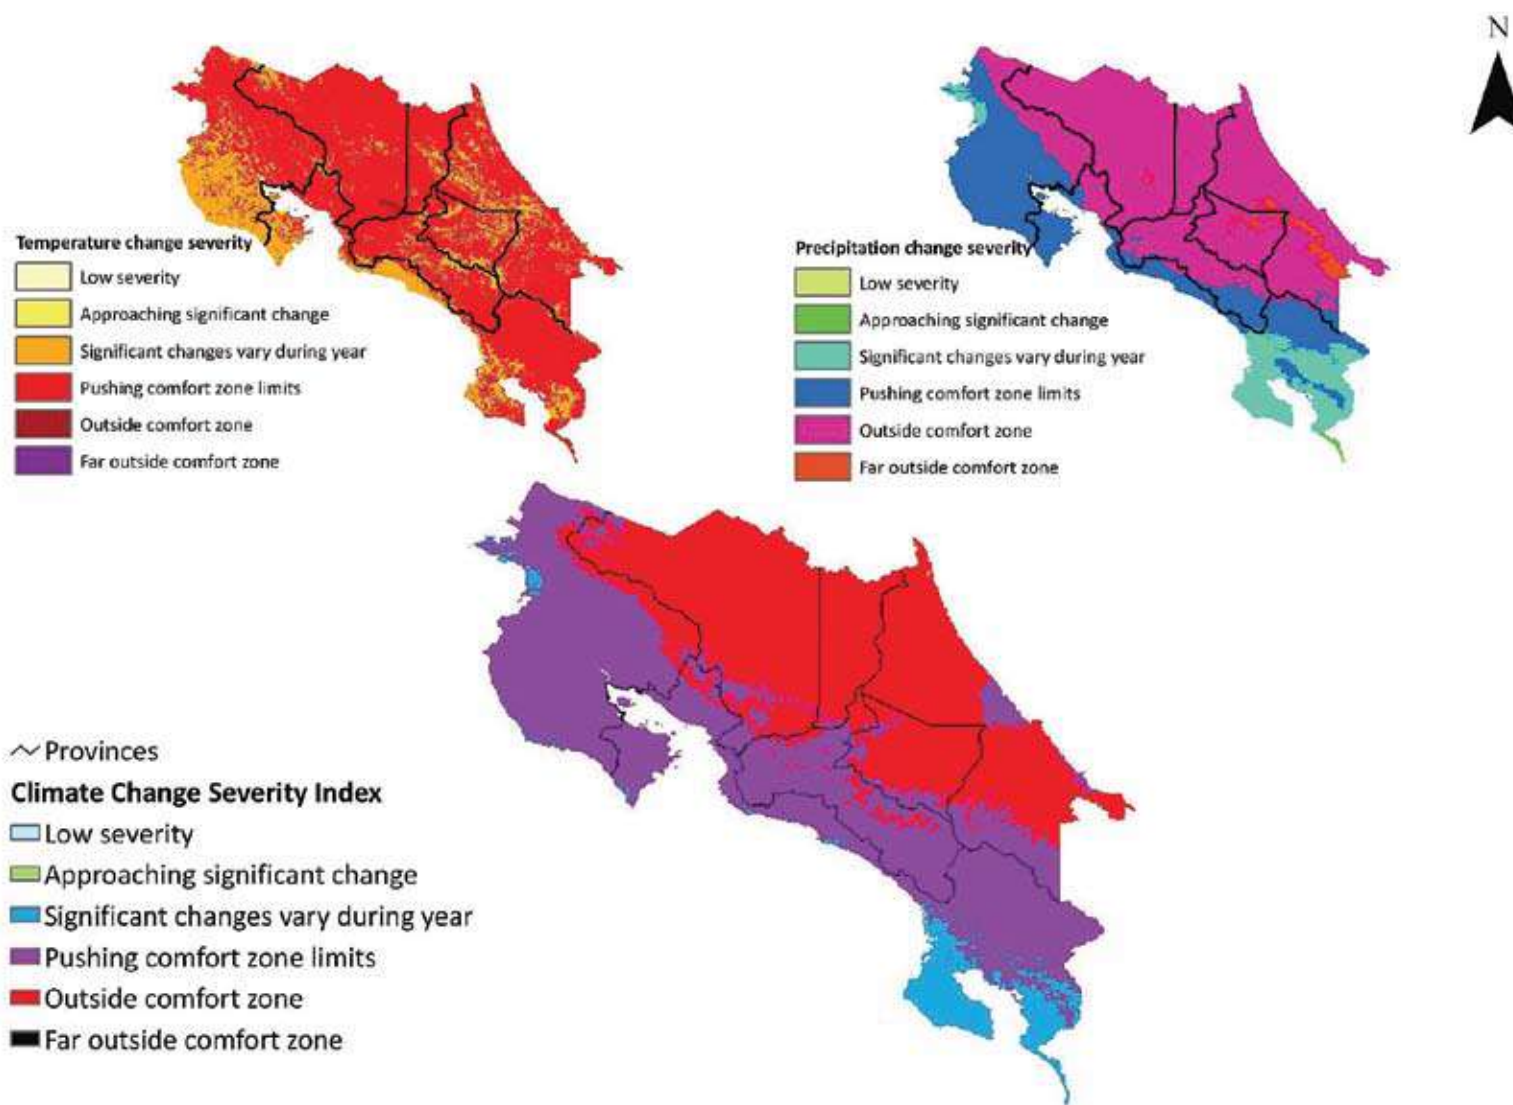 N
Temperature change severity
Low severity
Approaching significant change
Significant changes vary during year
Pushing comfort zone limits
Outside comfort zone
Far outside comfort zone
Precipitation change severity
Low severity
Approaching significant change
Significant changes vary during year
Pushing comfort zone limits
Outside comfort zone
Far outside comfort zone
Provinces
Climate Change Severity Index
Low severity
Approaching significant change
Significant changes vary during year
Pushing comfort zone limits
Outside comfort zone
Far outside comfort zone